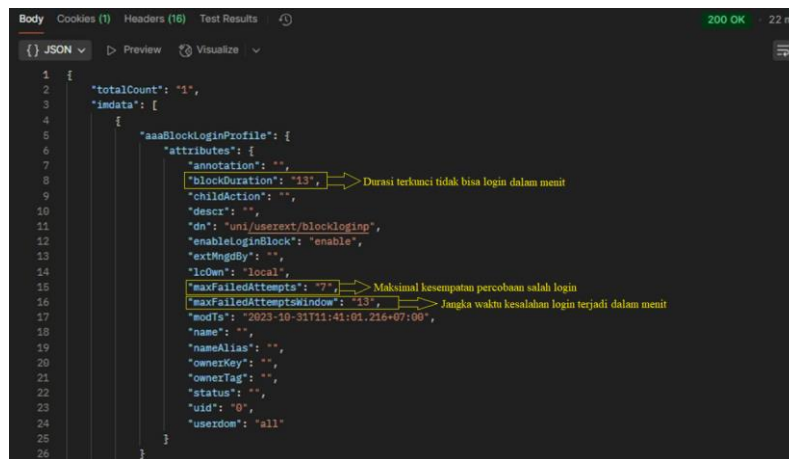 Body Cookies (1) Headers (16) Test Results 200 OK 22 m
{} JSON Preview Visualize
1 {
2 "totalCount": "1",
3 "imdata": [
4 {
5 "aaaBlockLoginProfile": {
6 "attributes": {
7 "annotation": "",
8 "blockDuration": "13", Durasi terkunci tidak bisa login dalam menit
9 "childAction": "",
10 "descr": "",
11 "dn": "uni/userext/blockloginp",
12 "enableLoginBlock": "enable",
13 "extMngdBy": "",
14 "lcOwn": "local",
15 "maxFailedAttempts": "7", Maksimal kesempatan percobaan salah login
16 "maxFailedAttemptsWindow": "13", Jangka waktu kesalahan login terjadi dalam menit
17 "modTs": "2023-10-31T11:41:01.216+07:00",
18 "name": "",
19 "nameAlias": "",
20 "ownerKey": "",
21 "ownerTag": "",
22 "status": "",
23 "uid": "0",
24 "userdom": "all"
25 }
26 }